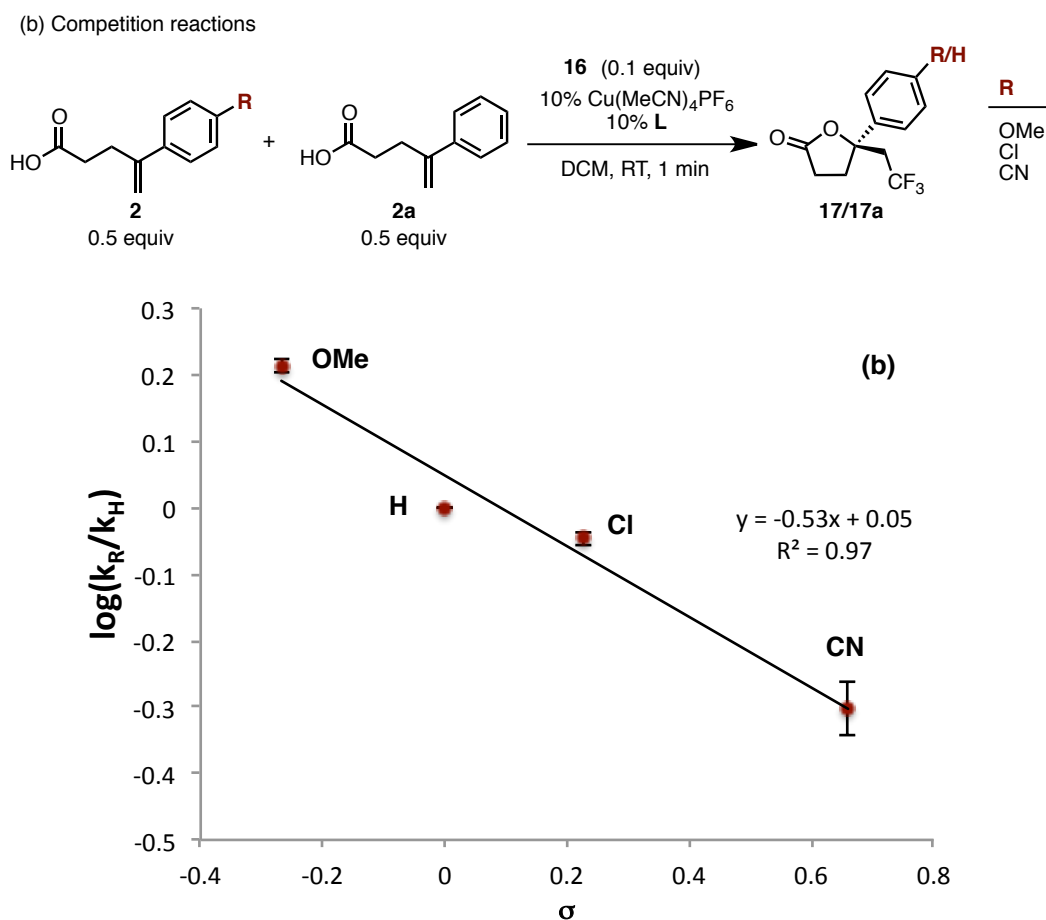 (b) Competition reactions
16 (0.1 equiv)
10% Cu(MeCN)₄PF₆
10% L
DCM, RT, 1 min
O
HO
R
2
0.5 equiv
+
O
HO
2a
0.5 equiv
R/H
O
O
CF₃
17/17a
R
OMe
Cl
CN
0.3
0.2
0.1
0
-0.1
-0.2
-0.3
-0.4
-0.5
log(kR/kH)
OMe
H
Cl
CN
(b)
y = -0.53x + 0.05
R² = 0.97
-0.4
-0.2
0
0.2
0.4
0.6
0.8
σ